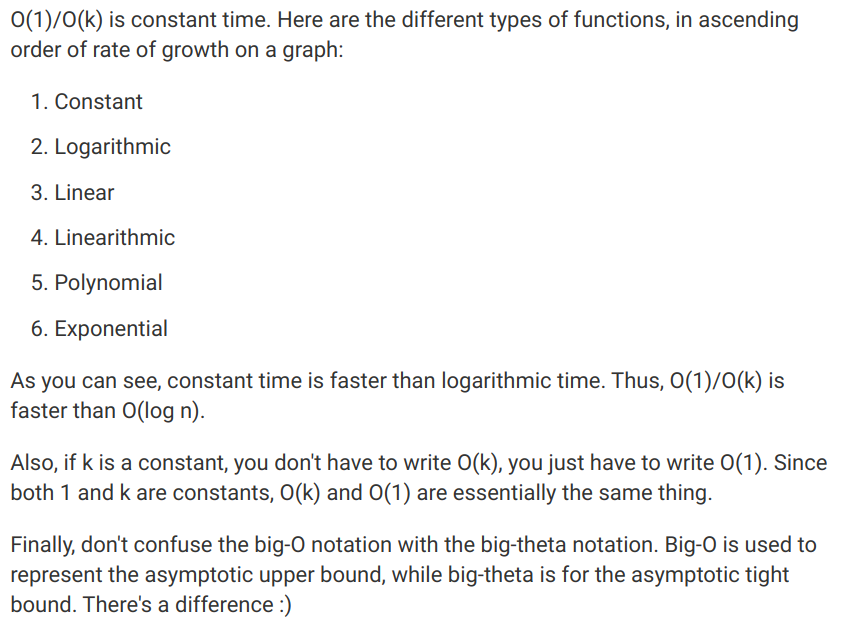 O(1)/O(k) is constant time. Here are the different types of functions, in ascending
order of rate of growth on a graph:
1. Constant
2. Logarithmic
3. Linear
4. Linearithmic
5. Polynomial
6. Exponential
As you can see, constant time is faster than logarithmic time. Thus, O(1)/O(k) is
faster than O(log n).
Also, if k is a constant, you don't have to write O(k), you just have to write O(1). Since
both 1 and k are constants, O(k) and O(1) are essentially the same thing.
Finally, don't confuse the big-O notation with the big-theta notation. Big-O is used to
represent the asymptotic upper bound, while big-theta is for the asymptotic tight
bound. There's a difference :)